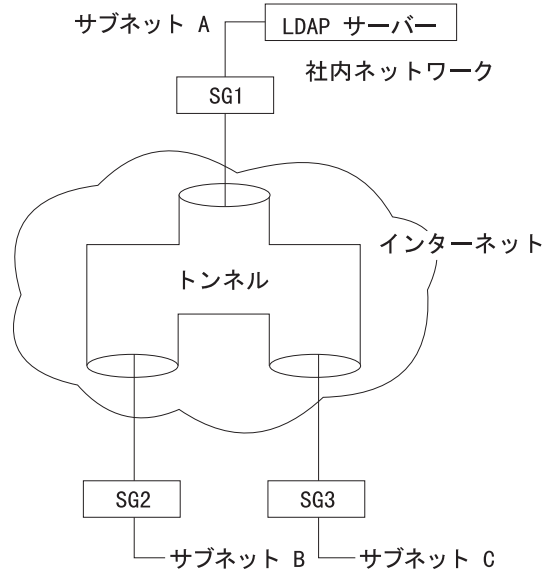 サブネット A
LDAP サーバー
社内ネットワーク
SG1
インターネット
トンネル
SG2
SG3
サブネット B
サブネット C